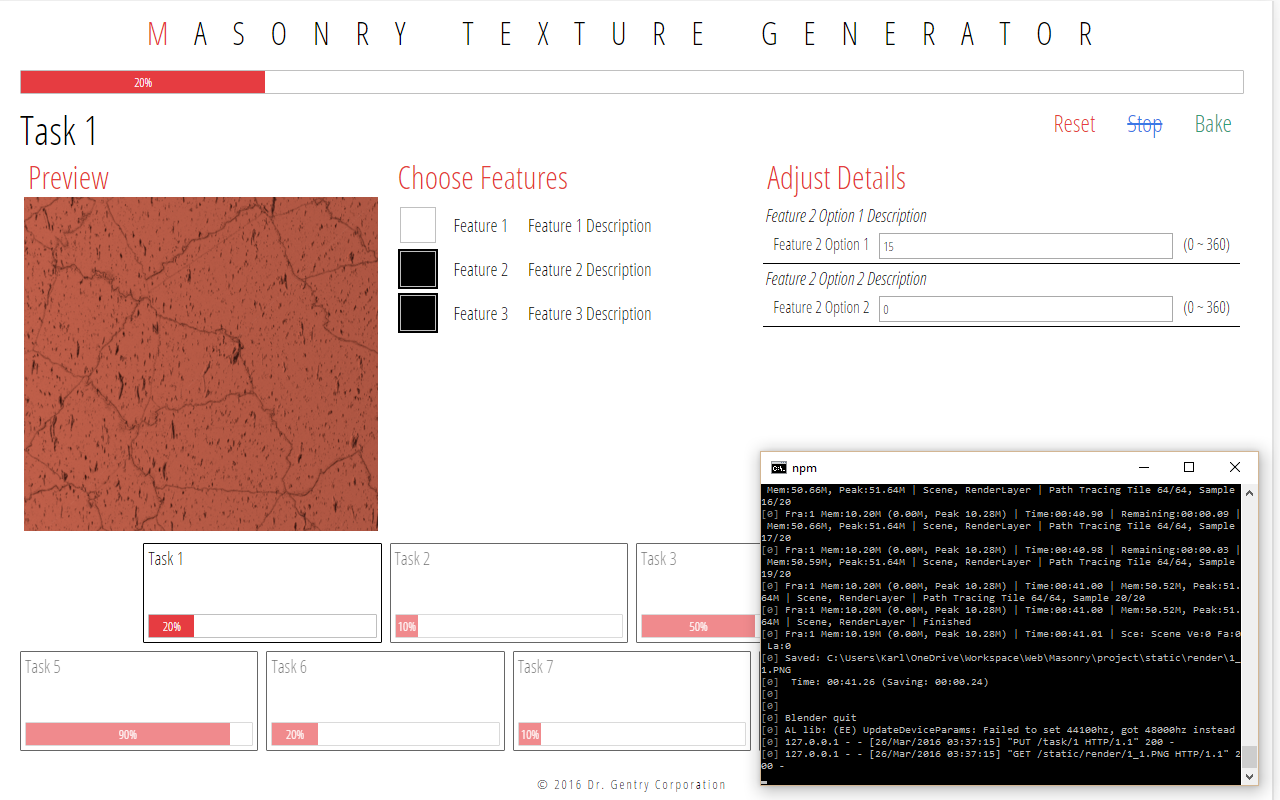 MASONRY TEXTURE GENERATOR
20%
Task 1
Reset Stop Bake
Preview
Choose Features
Feature 1 Feature 1 Description
Feature 2 Feature 2 Description
Feature 3 Feature 3 Description
Adjust Details
Feature 2 Option 1 Description
Feature 2 Option 1 15 (0 ~ 360)
Feature 2 Option 2 Description
Feature 2 Option 2 0 (0 ~ 360)
Task 1
20%
Task 2
10%
Task 3
50%
Task 5
90%
Task 6
20%
Task 7
10%
© 2016 Dr. Gentry Corporation
C:\. npm
Mem:50.66M, Peak:51.64M | Scene, RenderLayer | Path Tracing Tile 64/64, Sample
16/20
[0] Fra:1 Mem:10.20M (0.00M, Peak 10.28M) | Time:00:40.90 | Remaining:00:00.09 |
Mem:50.66M, Peak:51.64M | Scene, RenderLayer | Path Tracing Tile 64/64, Sample
17/20
[0] Fra:1 Mem:10.20M (0.00M, Peak 10.28M) | Time:00:40.98 | Remaining:00:00.03 |
Mem:50.59M, Peak:51.64M | Scene, RenderLayer | Path Tracing Tile 64/64, Sample
19/20
[0] Fra:1 Mem:10.20M (0.00M, Peak 10.28M) | Time:00:41.00 | Mem:50.52M, Peak:51.
64M | Scene, RenderLayer | Path Tracing Tile 64/64, Sample 20/20
[0] Fra:1 Mem:10.20M (0.00M, Peak 10.28M) | Time:00:41.00 | Mem:50.52M, Peak:51.
64M | Scene, RenderLayer | Finished
[0] Fra:1 Mem:10.19M (0.00M, Peak 10.28M) | Time:00:41.01 | Sce: Scene Ve:0 Fa:0
La:0
[0] Saved: C:\Users\Karl\OneDrive\Workspace\Web\Masonry\project\static\render\1_
1.PNG
[0] Time: 00:41.26 (Saving: 00:00.24)
[0]
[0]
[0] Blender quit
[0] AL lib: (EE) UpdateDeviceParams: Failed to set 44100hz, got 48000hz instead
[0] 127.0.0.1 - - [26/Mar/2016 03:37:15] "PUT /task/1 HTTP/1.1" 200 -
[0] 127.0.0.1 - - [26/Mar/2016 03:37:15] "GET /static/render/1_1.PNG HTTP/1.1" 2
00 -